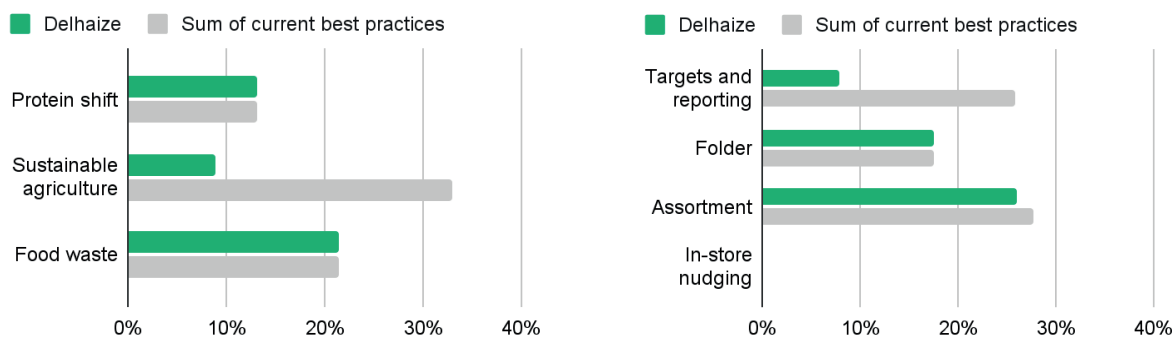 Delhaize
Sum of current best practices
Protein shift
Sustainable
agriculture
Food waste
0%
10%
20%
30%
40%
Delhaize
Sum of current best practices
Targets and
reporting
Folder
Assortment
In-store
nudging
0%
10%
20%
30%
40%